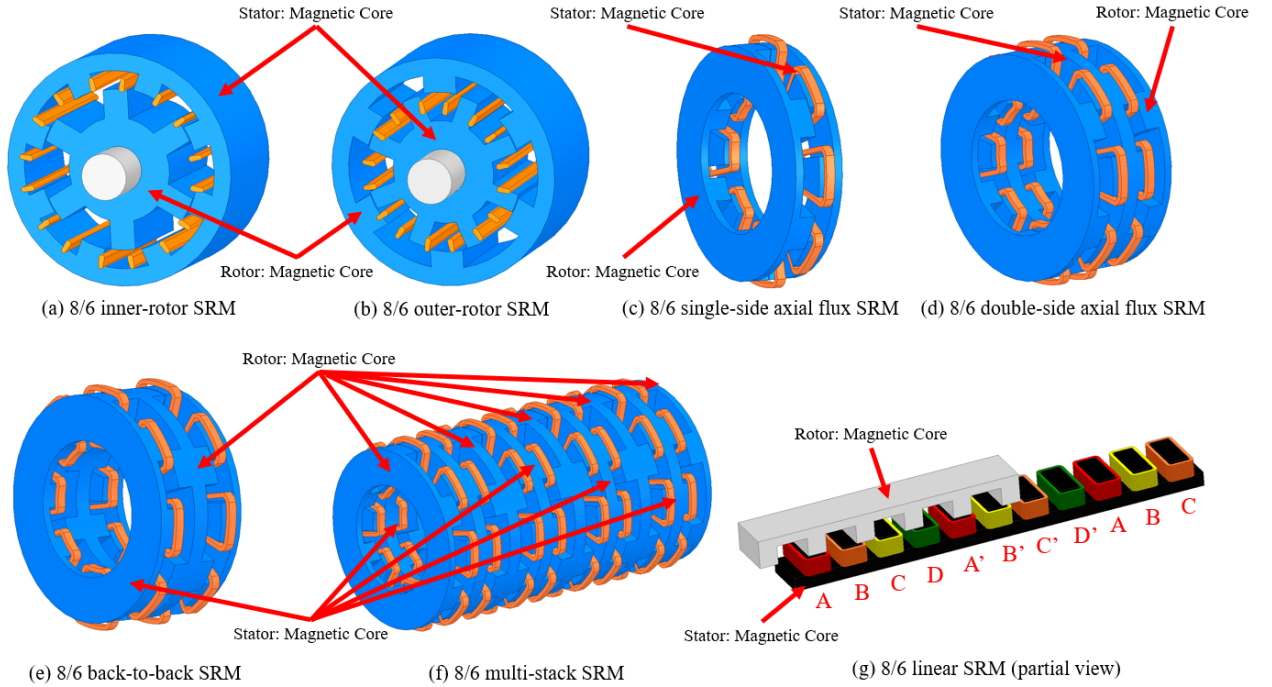 Stator: Magnetic Core
Stator: Magnetic Core
Stator: Magnetic Core
Rotor: Magnetic Core
Rotor: Magnetic Core
Rotor: Magnetic Core
(a) 8/6 inner-rotor SRM
(b) 8/6 outer-rotor SRM
(c) 8/6 single-side axial flux SRM
(d) 8/6 double-side axial flux SRM
Rotor: Magnetic Core
Rotor: Magnetic Core
A
B
C
D
A’
B’
C’
D’
A
B
C
Stator: Magnetic Core
Stator: Magnetic Core
(e) 8/6 back-to-back SRM
(f) 8/6 multi-stack SRM
(g) 8/6 linear SRM (partial view)